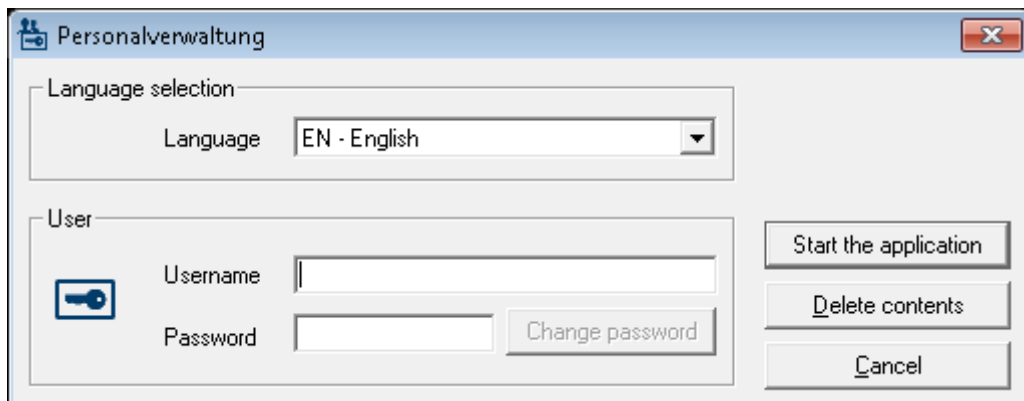 Personalverwaltung
Language selection
Language EN - English
User
Username
Password Change password
Start the application
Delete contents
Cancel